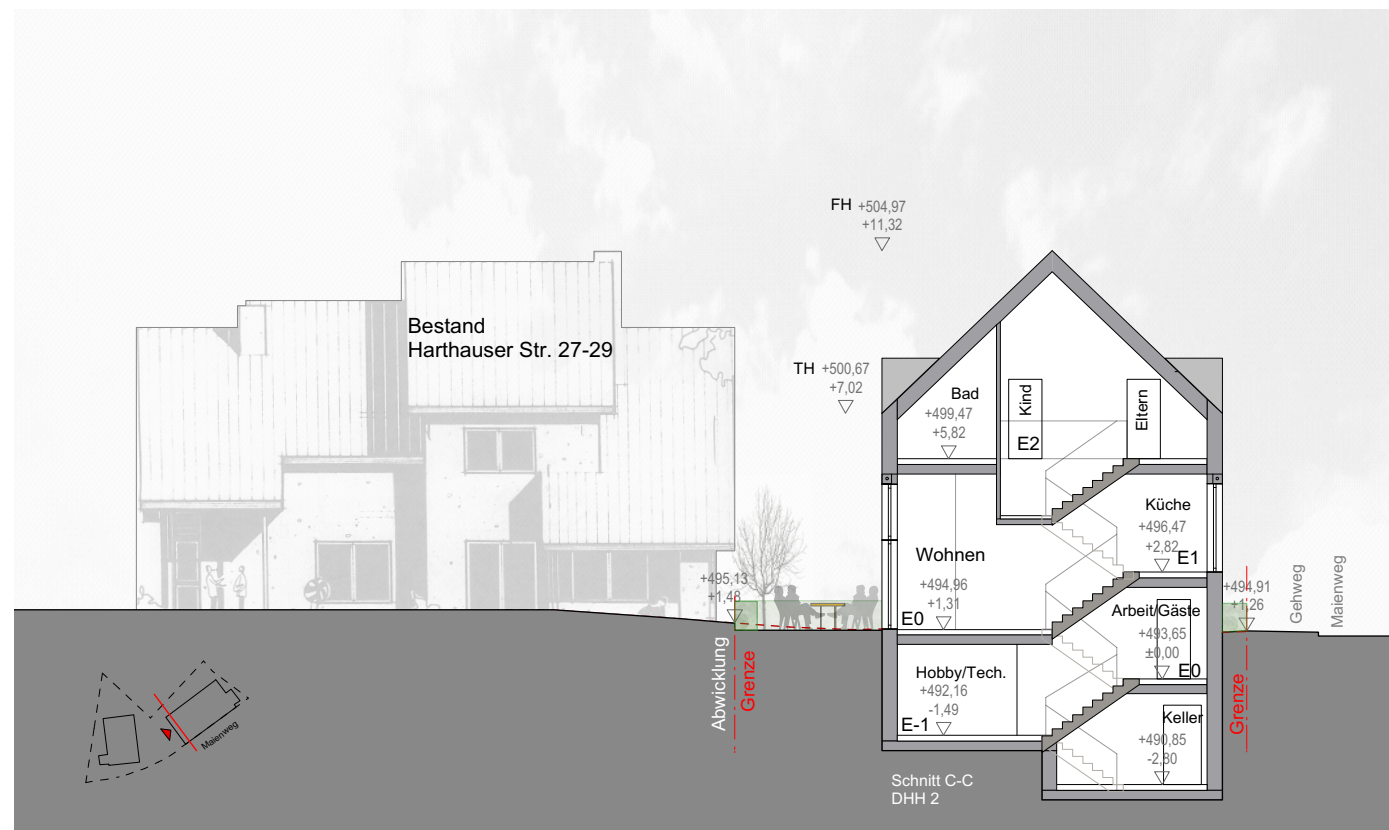 FH +504,97
+11,32
Bestand
Harthauser Str. 27-29
TH +500,67
+7,02
Bad
+499,47
+5,82
Kind
E2
Eltern
Küche
+496,47
+2,82
E1
Wohnen
+494,96
+1,31
E0
+495,13
+1,48
Arbeit/Gäste
+493,65
±0,00
E0
+494,91
+1,26
Gehweg
Maienweg
Abwicklung
Grenze
Hobby/Tech.
+492,16
-1,49
E-1
Keller
+490,85
-2,80
Grenze
Maienweg
Schnitt C-C
DHH 2